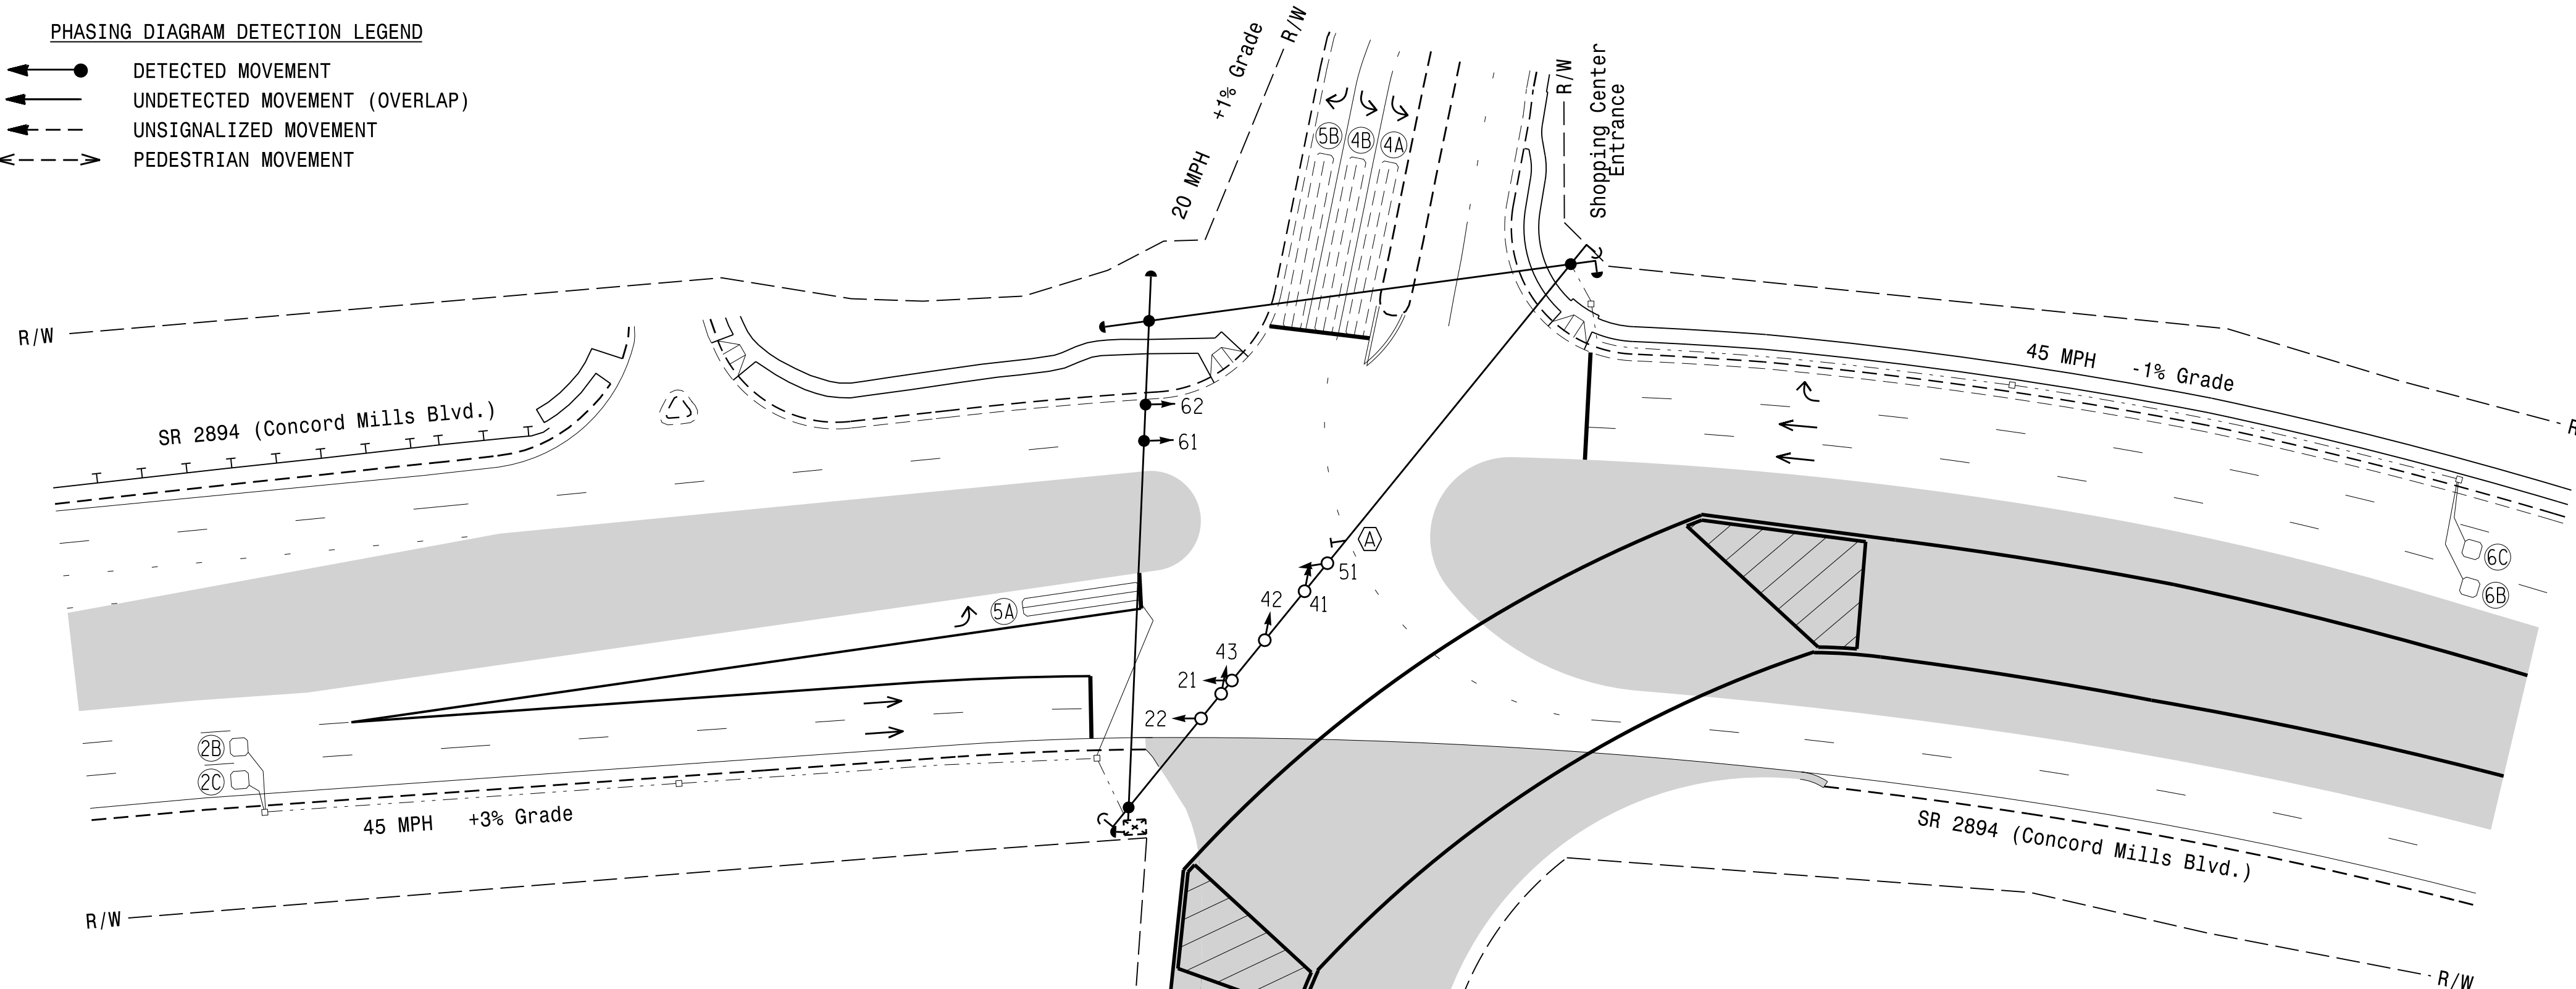 PHASING DIAGRAM DETECTION LEGEND
DETECTED MOVEMENT
UNDETECTED MOVEMENT (OVERLAP)
UNSIGNALIZED MOVEMENT
PEDESTRIAN MOVEMENT
R/W
+1% Grade
20 MPH
5B
4B
4A
R/W
Shopping Center
Entrance
R/W
SR 2894 (Concord Mills Blvd.)
62
61
45 MPH -1% Grade
R
A
51
41
42
43
21
22
5A
6C
6B
2B
2C
45 MPH +3% Grade
SR 2894 (Concord Mills Blvd.)
R/W
R/W